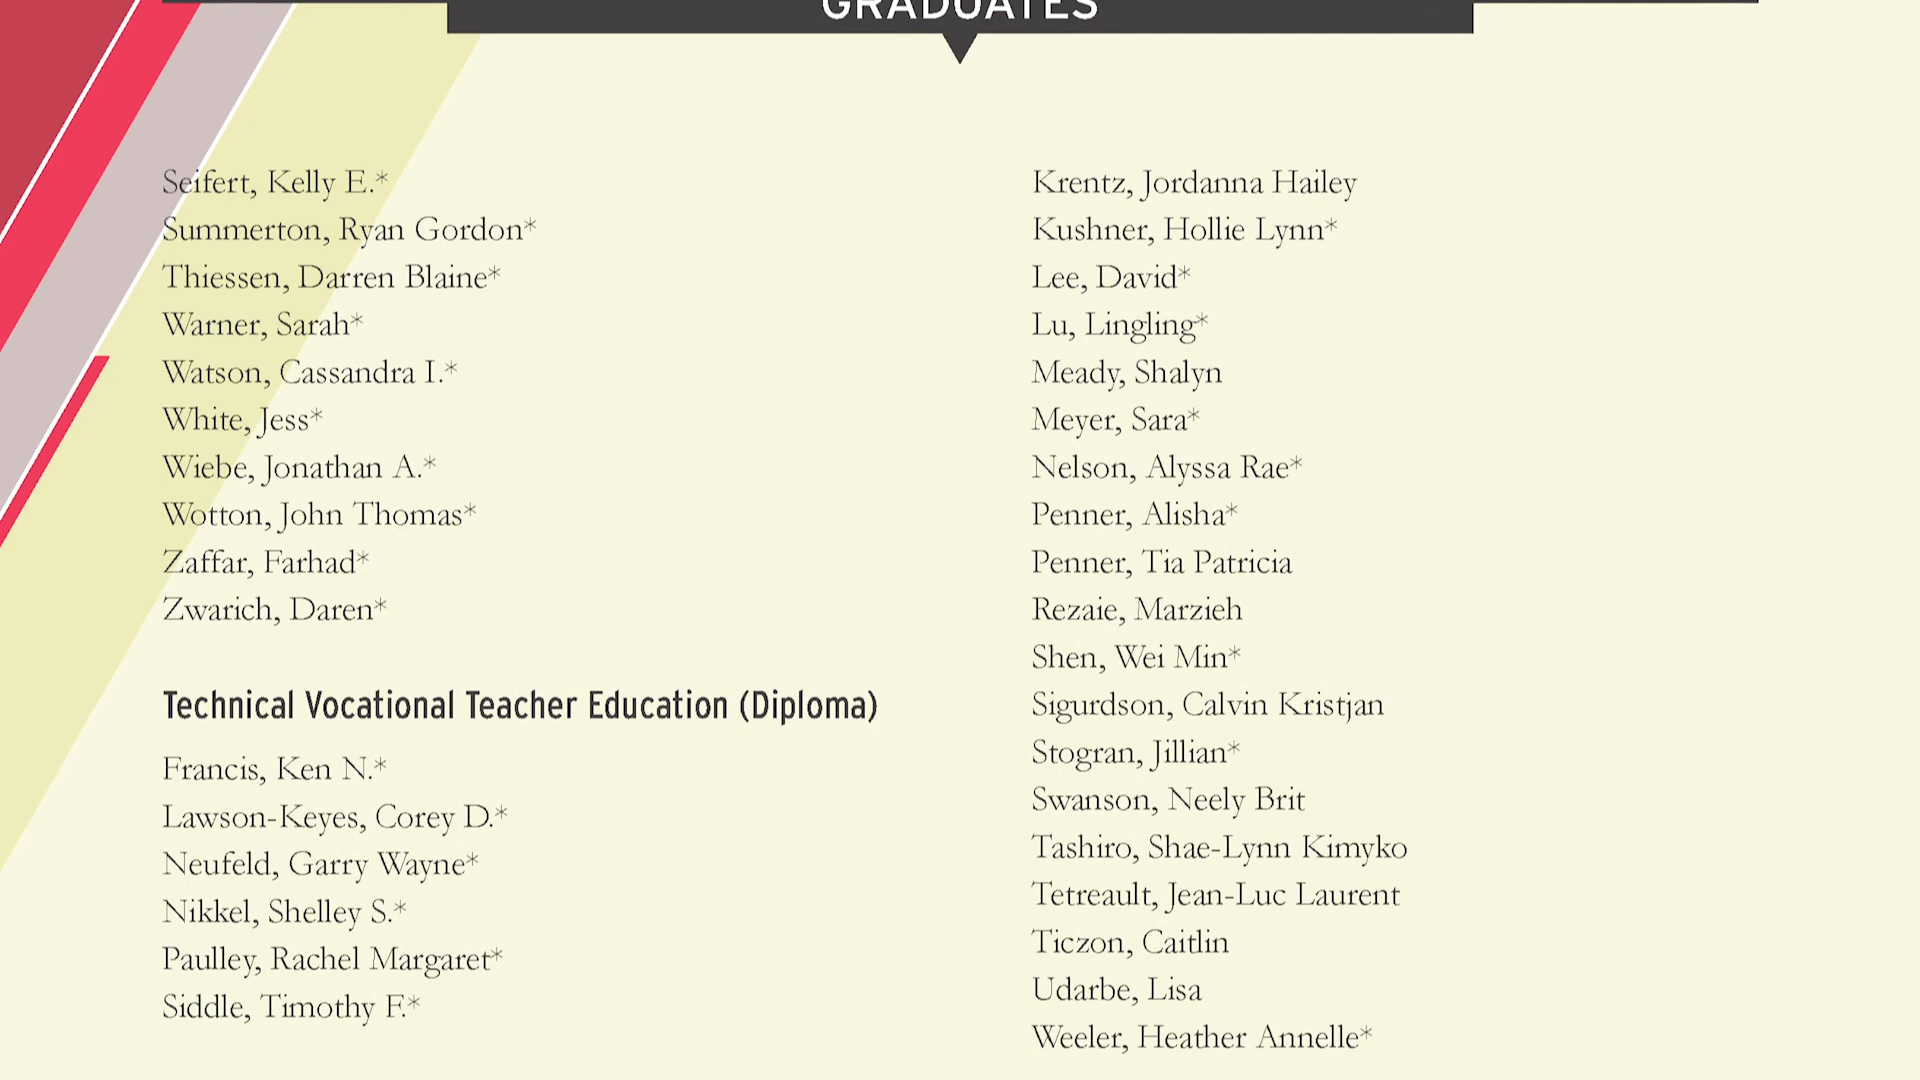 GRADUATES
Seifert, Kelly E.*
Summerton, Ryan Gordon*
Thiessen, Darren Blaine*
Warner, Sarah*
Watson, Cassandra I.*
White, Jess*
Wiebe, Jonathan A.*
Wotton, John Thomas*
Zaffar, Farhad*
Zwarich, Daren*
Technical Vocational Teacher Education (Diploma)
Francis, Ken N.*
Lawson-Keyes, Corey D.*
Neufeld, Garry Wayne*
Nikkel, Shelley S.*
Paulley, Rachel Margaret*
Siddle, Timothy F.*
Krentz, Jordanna Hailey
Kushner, Hollie Lynn*
Lee, David*
Lu, Lingling*
Meady, Shalyn
Meyer, Sara*
Nelson, Alyssa Rae*
Penner, Alisha*
Penner, Tia Patricia
Rezaie, Marzieh
Shen, Wei Min*
Sigurdson, Calvin Kristjan
Stogran, Jillian*
Swanson, Neely Brit
Tashiro, Shae-Lynn Kimyko
Tetreault, Jean-Luc Laurent
Ticzon, Caitlin
Udarbe, Lisa
Weeler, Heather Annelle*